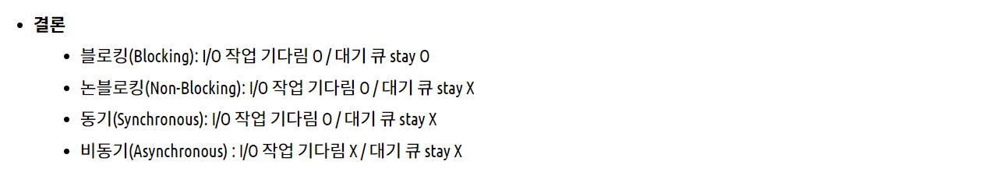 결론
블로킹(Blocking): I/O 작업 기다림 O / 대기 큐 stay O
논블로킹(Non-Blocking): I/O 작업 기다림 O / 대기 큐 stay X
동기(Synchronous): I/O 작업 기다림 O / 대기 큐 stay X
비동기(Asynchronous) : I/O 작업 기다림 X / 대기 큐 stay X